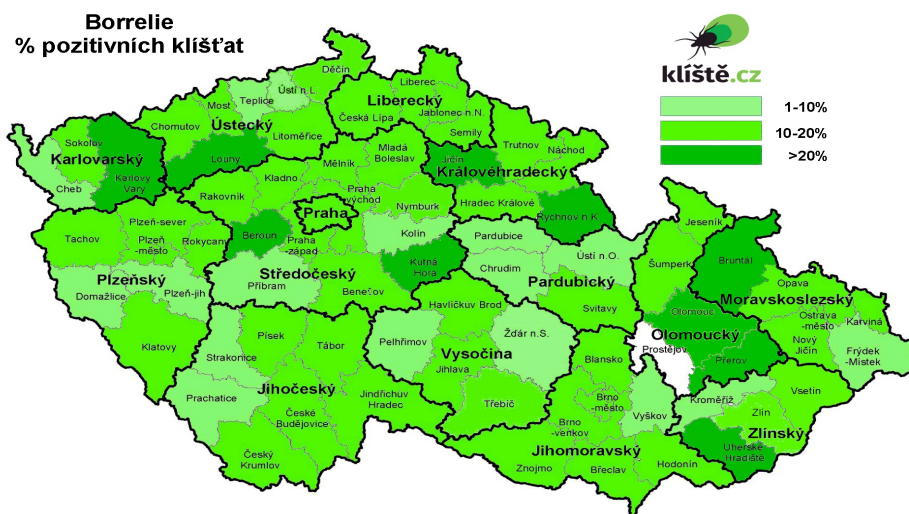 Borrelie
% pozitivních klíšťat
klíště.cz
1-10%
10-20%
>20%
Děčín
Ústí n L
Teplice
Most
Chomutov
Ústecký
Litoměřice
Louny
Liberec
Liberecký
Česká Lípa
Jablonec n.N.
Semily
Sokolov
Karlovarský
Karlovy
Vary
Cheb
Trutnov
Náchod
Jičín
Královéhradecký
Hradec Králové
Rychnov n K
Mladá
Boleslav
Mělník
Kladno
Rakovník
Praha
východ
Nymburk
Praha
Beroun
Praha
-západ
Kolín
Kutná
Hora
Středočeský
Příbram
Benešov
Plzeň-sever
Tachov
Plzeň
-město
Rokycany
Plzeňský
Plzeň-jih
Domažlice
Klatovy
Pardubice
Chrudim
Ústí n.O.
Pardubický
Svitavy
Havlíčkuv Brod
Pelhřimov
Žďár n.S.
Vysočina
Jihlava
Třebíč
Písek
Tábor
Strakonice
Prachatice
Jihočeský
Jindřichuv
Hradec
České
Budějovice
Český
Krumlov
Blansko
Brno
-město
Vyškov
Brno
-venkov
Jihomoravský
Znojmo
Břeclav
Hodonín
Jeseník
Šumperk
Olomouc
Olomoucký
Prostějov
Přerov
Bruntál
Opava
Moravskoslezský
Ostrava
-město
Karviná
Nový
Jičín
Frýdek
-Místek
Kroměříž
Vsetín
Zlín
Zlínský
Uherské
Hradiště